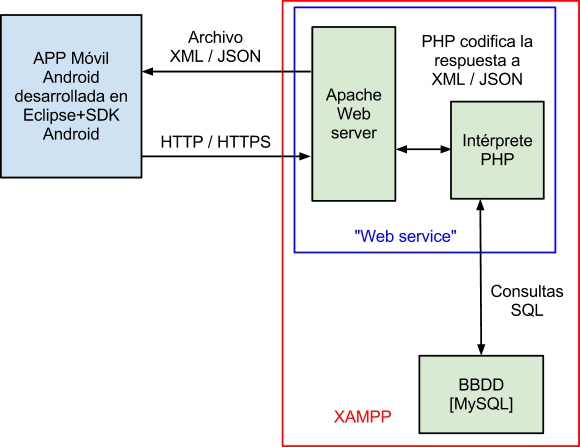 APP Móvil
Android
desarrollada en
Eclipse+SDK
Android
Archivo
XML / JSON
HTTP / HTTPS
Apache
Web
server
PHP codifica la
respuesta a
XML / JSON
Intérprete
PHP
"Web service"
Consultas
SQL
BBDD
[MySQL]
XAMPP